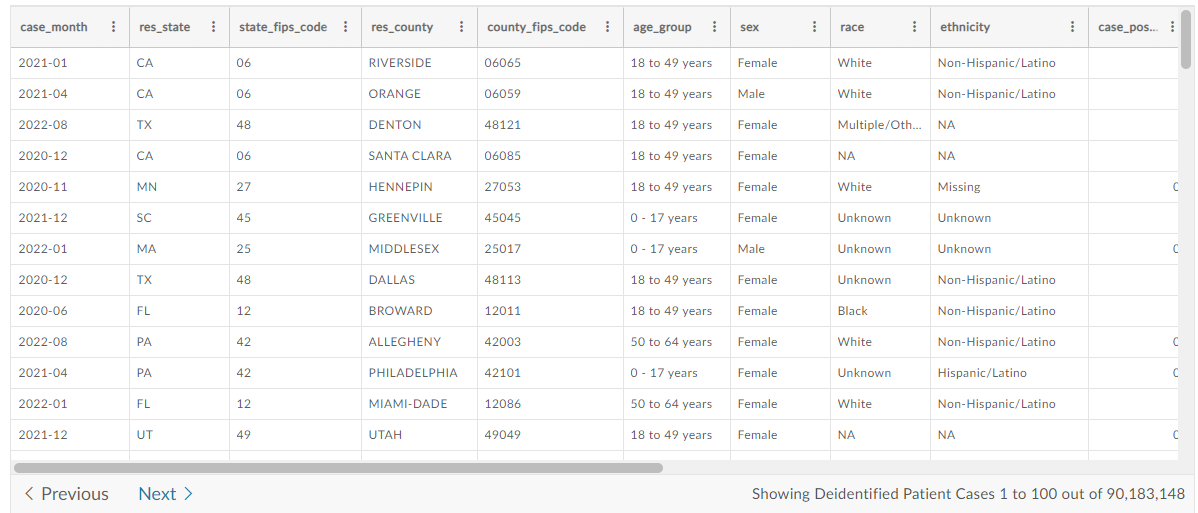 case_month res_state state_fips_code res_county county_fips_code age_group sex race ethnicity case_pos...
2021-01 CA 06 RIVERSIDE 06065 18 to 49 years Female White Non-Hispanic/Latino
2021-04 CA 06 ORANGE 06059 18 to 49 years Male White Non-Hispanic/Latino
2022-08 TX 48 DENTON 48121 18 to 49 years Female Multiple/Oth... NA
2020-12 CA 06 SANTA CLARA 06085 18 to 49 years Female NA NA
2020-11 MN 27 HENNEPIN 27053 18 to 49 years Female White Missing
2021-12 SC 45 GREENVILLE 45045 0 - 17 years Female Unknown Unknown
2022-01 MA 25 MIDDLESEX 25017 0 - 17 years Male Unknown Unknown
2020-12 TX 48 DALLAS 48113 18 to 49 years Female Unknown Non-Hispanic/Latino
2020-06 FL 12 BROWARD 12011 18 to 49 years Female Black Non-Hispanic/Latino
2022-08 PA 42 ALLEGHENY 42003 50 to 64 years Female White Non-Hispanic/Latino
2021-04 PA 42 PHILADELPHIA 42101 0 - 17 years Female Unknown Hispanic/Latino
2022-01 FL 12 MIAMI-DADE 12086 50 to 64 years Female White Non-Hispanic/Latino
2021-12 UT 49 UTAH 49049 18 to 49 years Female NA NA
Previous Next Showing Deidentified Patient Cases 1 to 100 out of 90,183,148